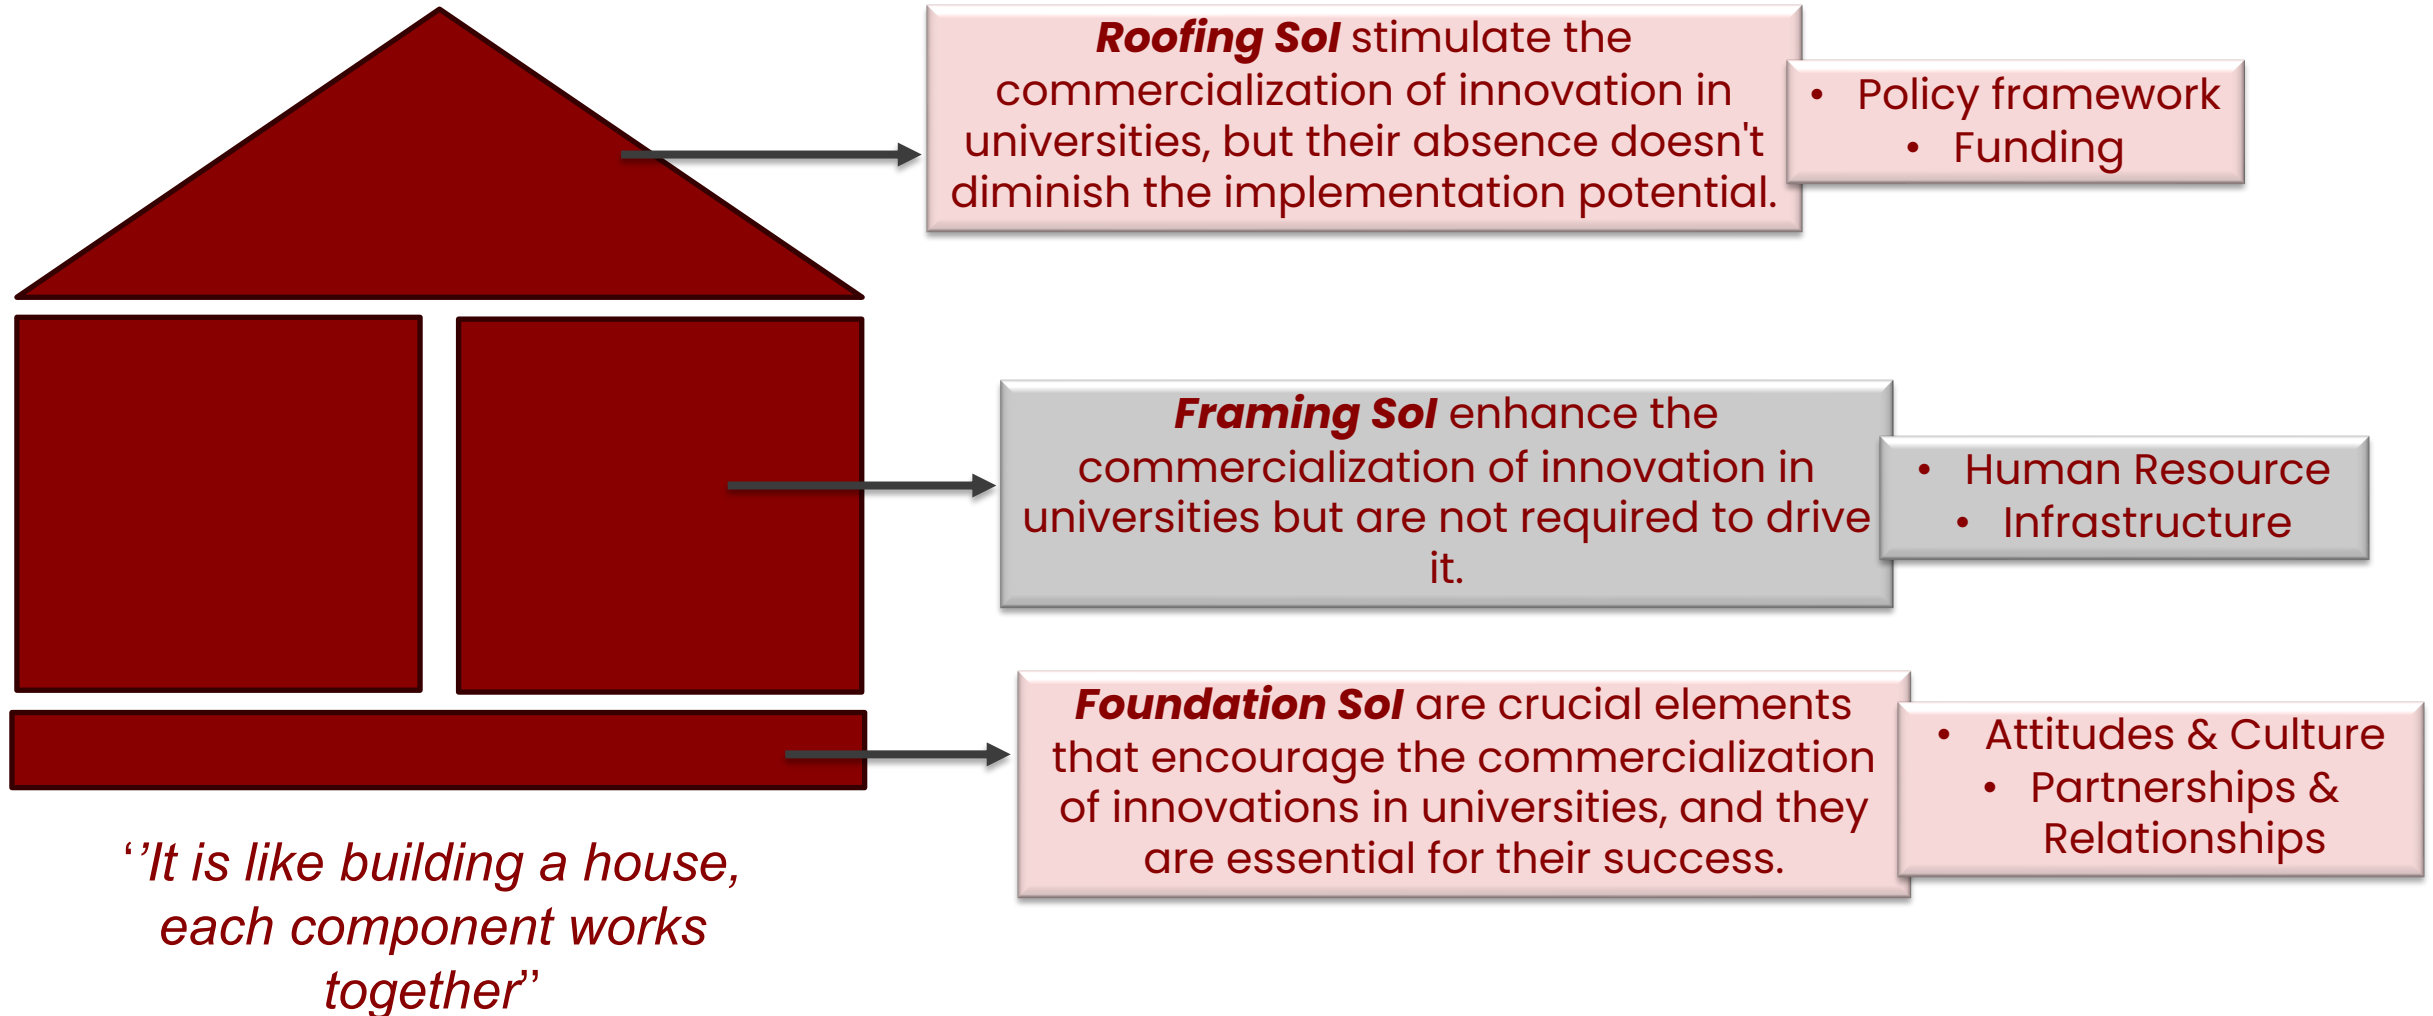 Roofing SoI stimulate the
commercialization of innovation in
universities, but their absence doesn't
diminish the implementation potential.
• Policy framework
• Funding
Framing SoI enhance the
commercialization of innovation in
universities but are not required to drive
it.
• Human Resource
• Infrastructure
Foundation SoI are crucial elements
that encourage the commercialization
of innovations in universities, and they
are essential for their success.
• Attitudes & Culture
• Partnerships &
Relationships
‘’It is like building a house,
each component works
together’’